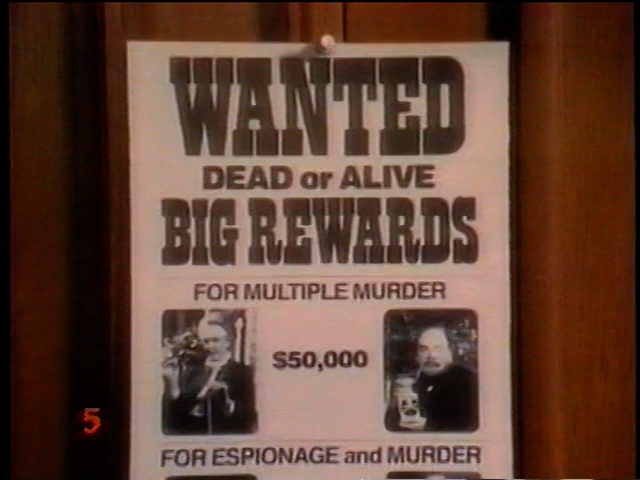 WANTED
DEAD or ALIVE
BIG REWARDS
FOR MULTIPLE MURDER
$50,000
5
FOR ESPIONAGE and MURDER